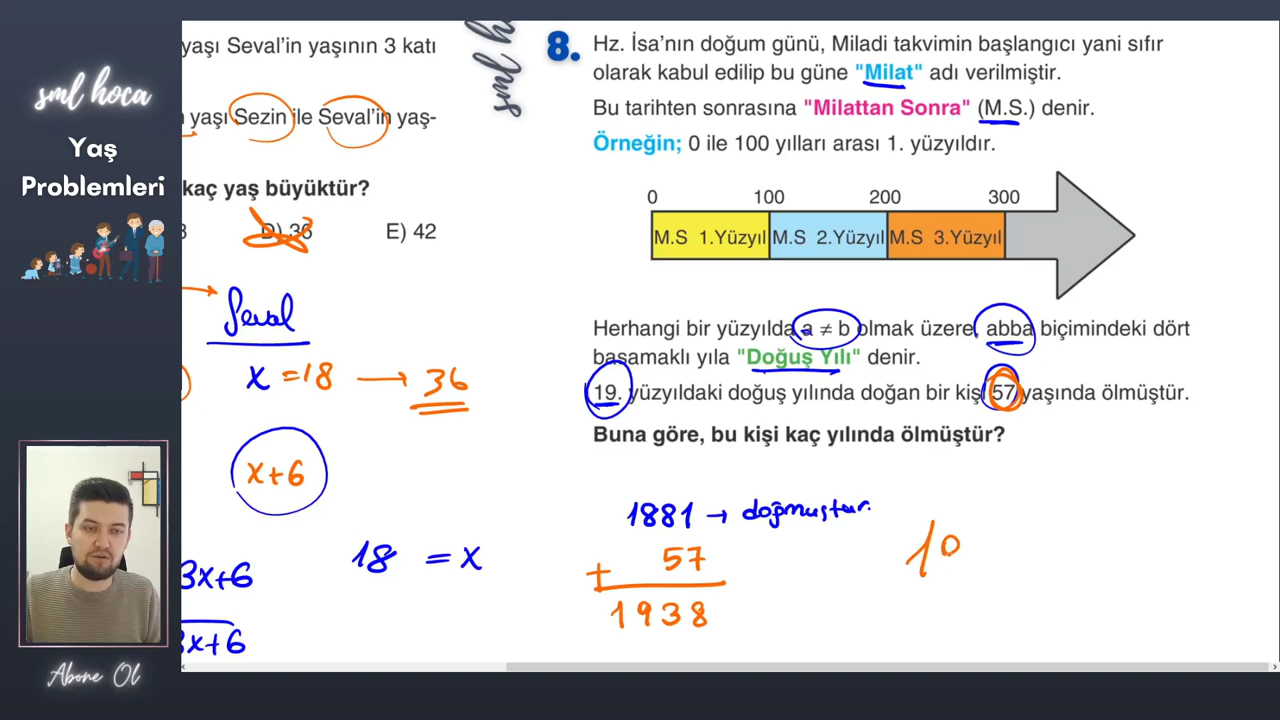 sml hoca
Yaş
Problemleri
Abone Ol
yaşı Seval'in yaşının 3 katı
yaşı Sezin ile Seval'in yaş-
kaç yaş büyüktür?
D) 36
E) 42
Seval
x = 18 → 36
x+6
18 = x
3x+6
3x+6
sml h
8. Hz. İsa'nın doğum günü, Miladi takvimin başlangıcı yani sıfır
olarak kabul edilip bu güne "Milat" adı verilmiştir.
Bu tarihten sonrasına "Milattan Sonra" (M.S.) denir.
Örneğin; 0 ile 100 yılları arası 1. yüzyıldır.
0 100 200 300
M.S 1.Yüzyıl M.S 2.Yüzyıl M.S 3.Yüzyıl
Herhangi bir yüzyılda a ≠ b olmak üzere, abba biçimindeki dört
basamaklı yıla "Doğuş Yılı" denir.
19. yüzyıldaki doğuş yılında doğan bir kişi 57 yaşında ölmüştür.
Buna göre, bu kişi kaç yılında ölmüştür?
1881 → doğmuştur.
+ 57
1938
10